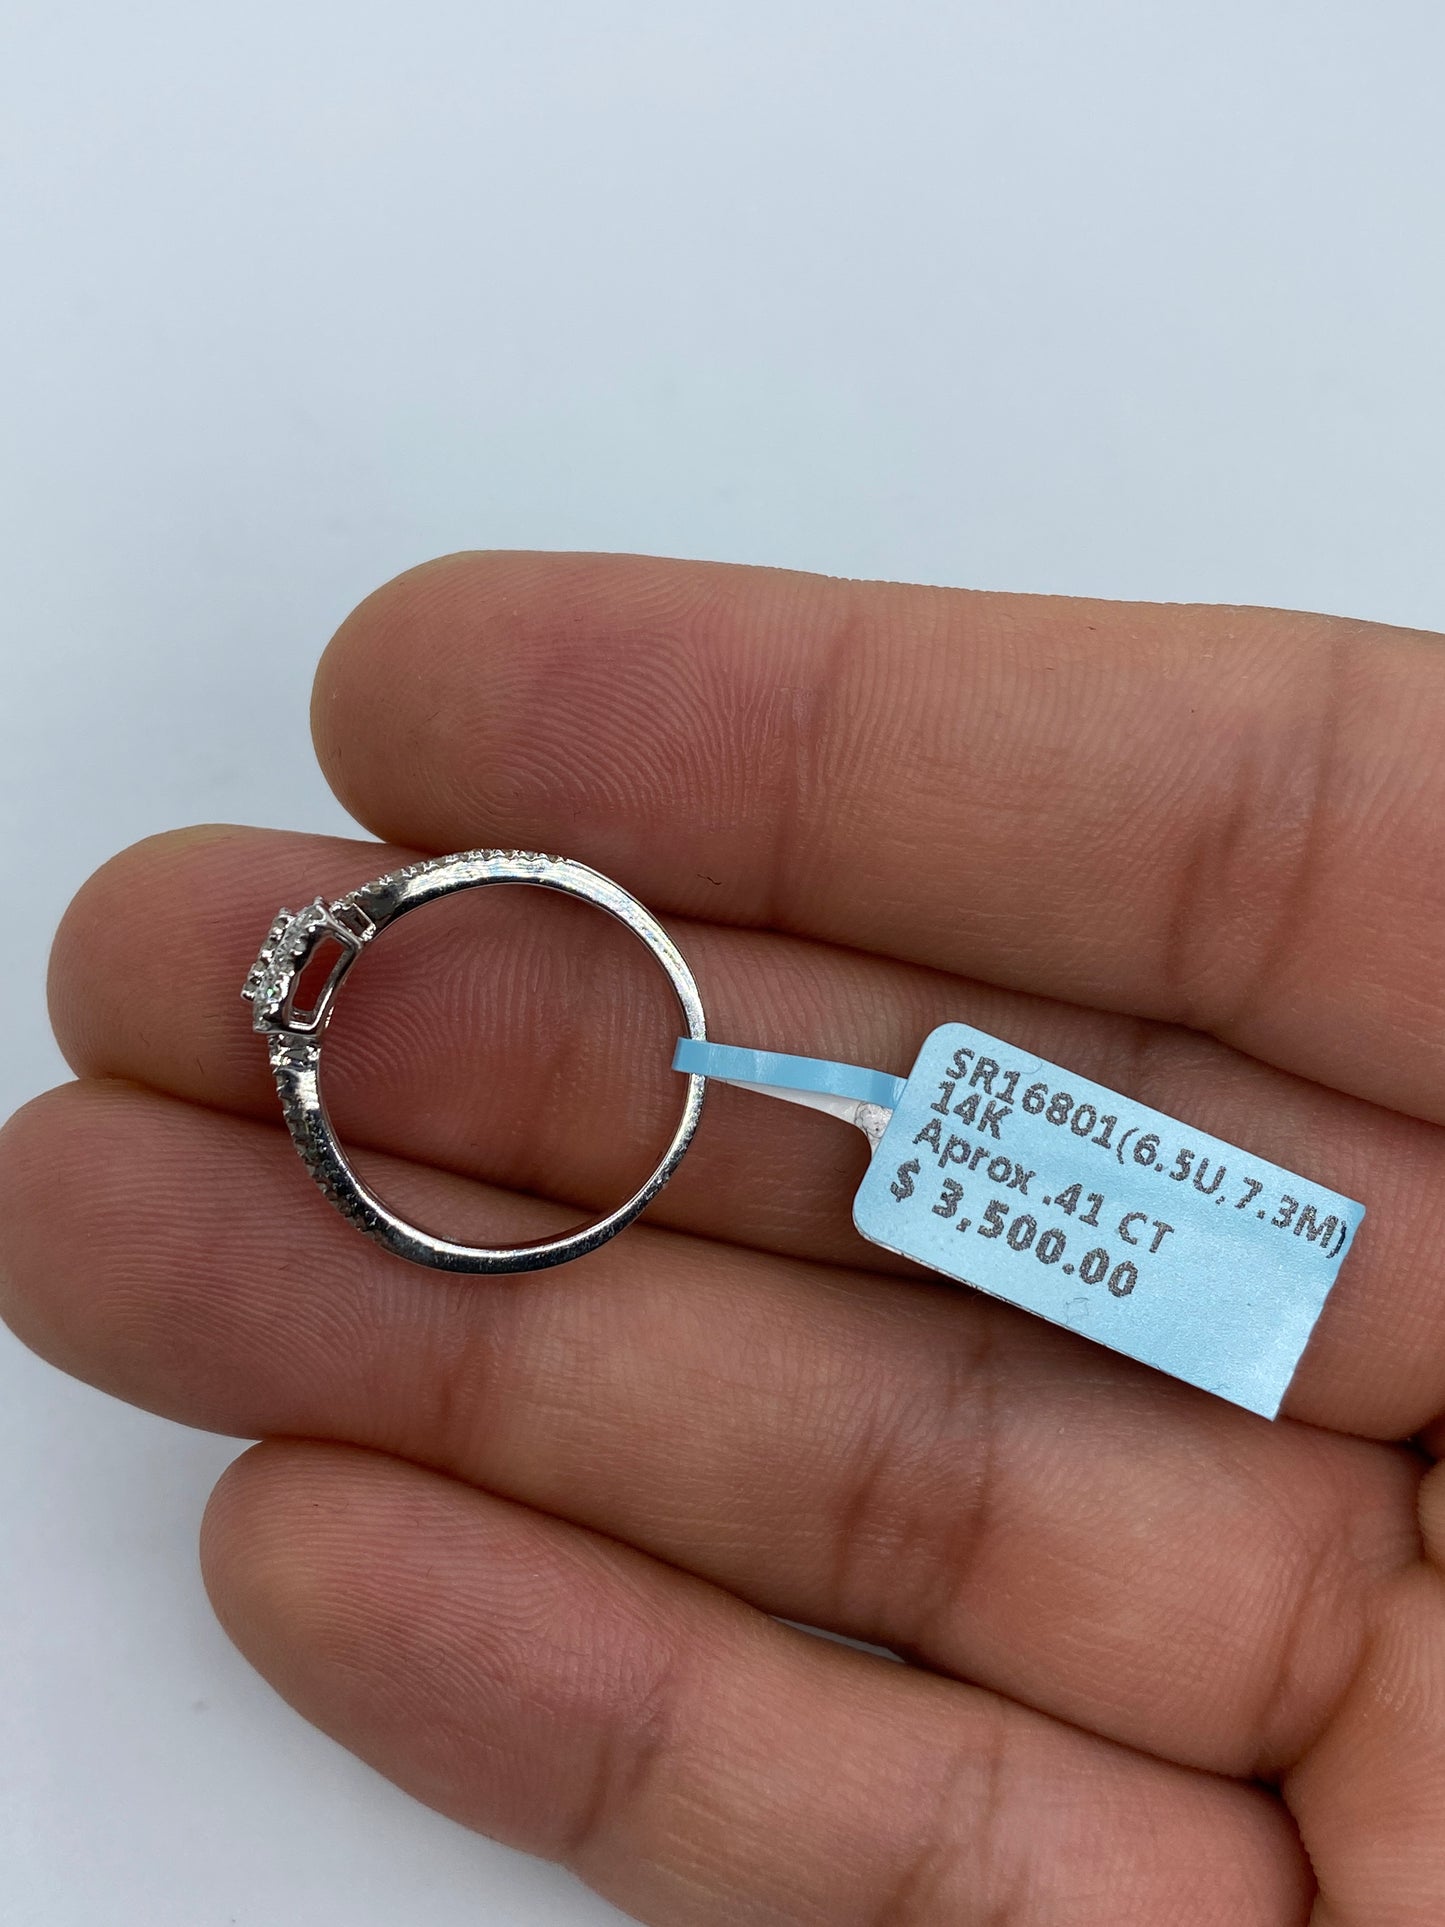 SR16801(6.5U, 7.3M)
14K
Aprox .41 CT
$ 3,500.00